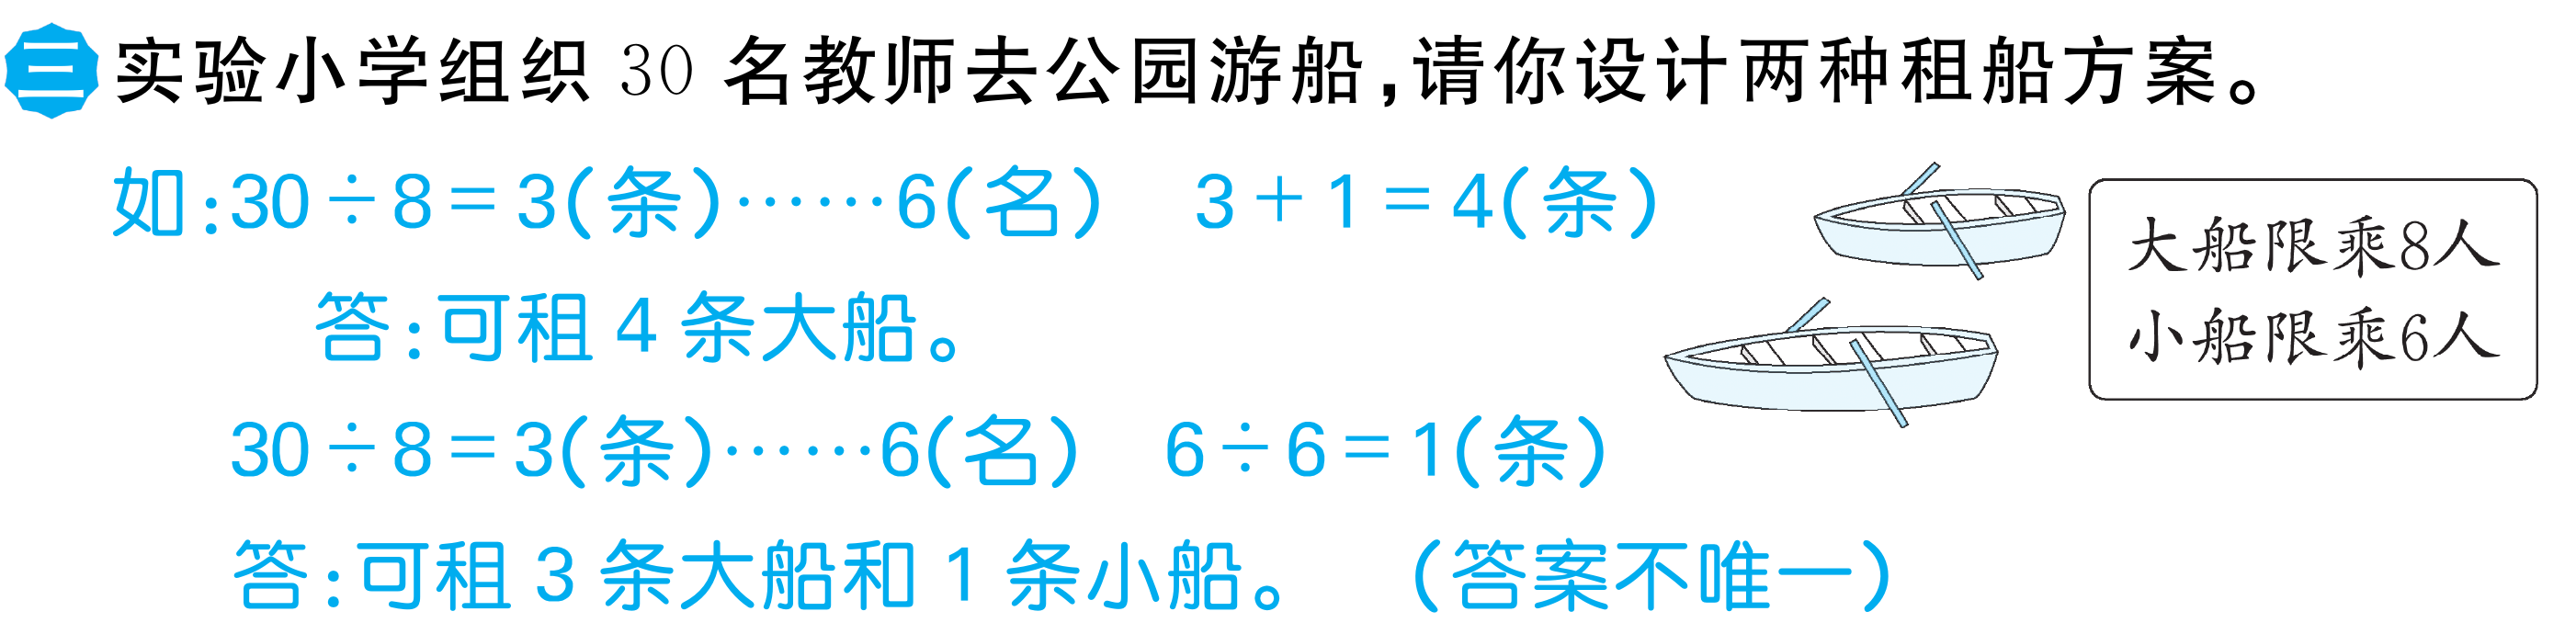 三 实验小学组织 30 名教师去公园游船,请你设计两种租船方案。
如:30÷8=3(条)……6(名) 3+1=4(条)
答:可租 4 条大船。
30÷8=3(条)……6(名) 6÷6=1(条)
答:可租 3 条大船和 1 条小船。 (答案不唯一)
大船限乘8人
小船限乘6人